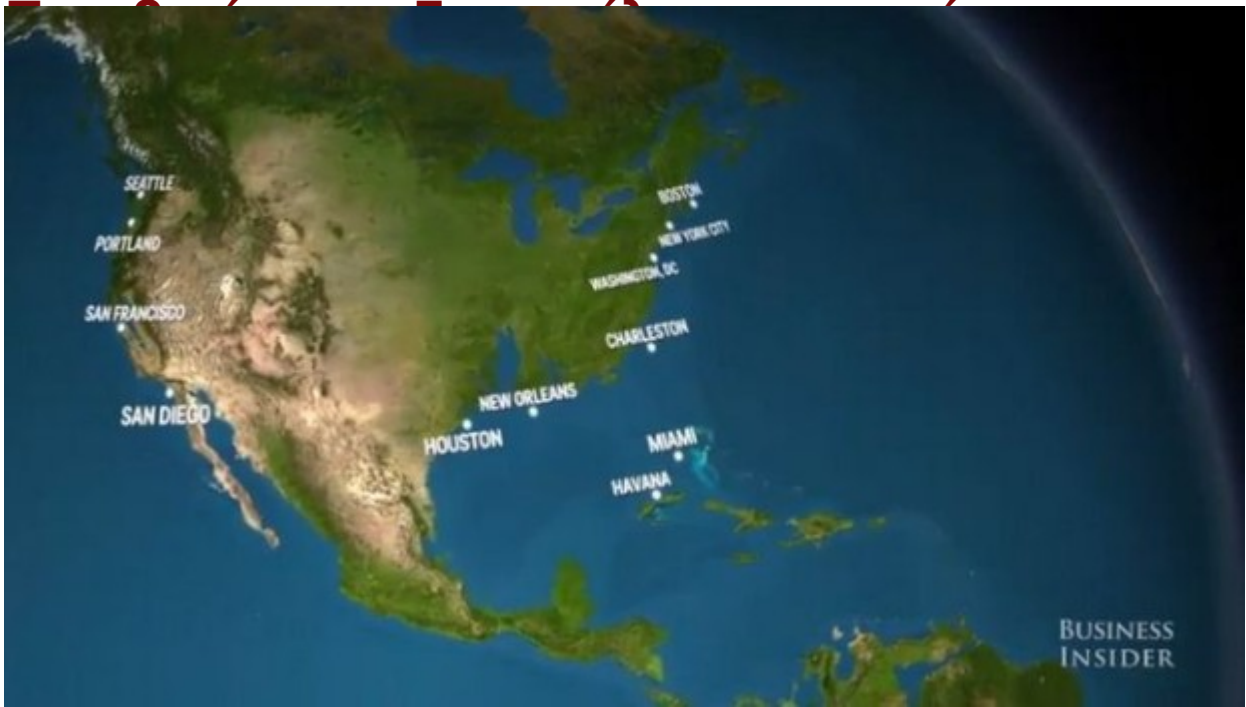 SEATTLE
BOSTON
PORTLAND
NEW YORK CITY
WASHINGTON, DC
SAN FRANCISCO
CHARLESTON
NEW ORLEANS
SAN DIEGO
HOUSTON
MIAMI
HAVANA
BUSINESS
INSIDER